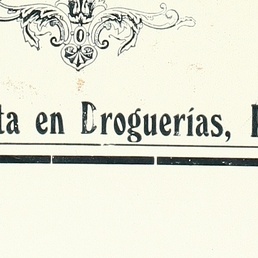 ta en Droguerías,